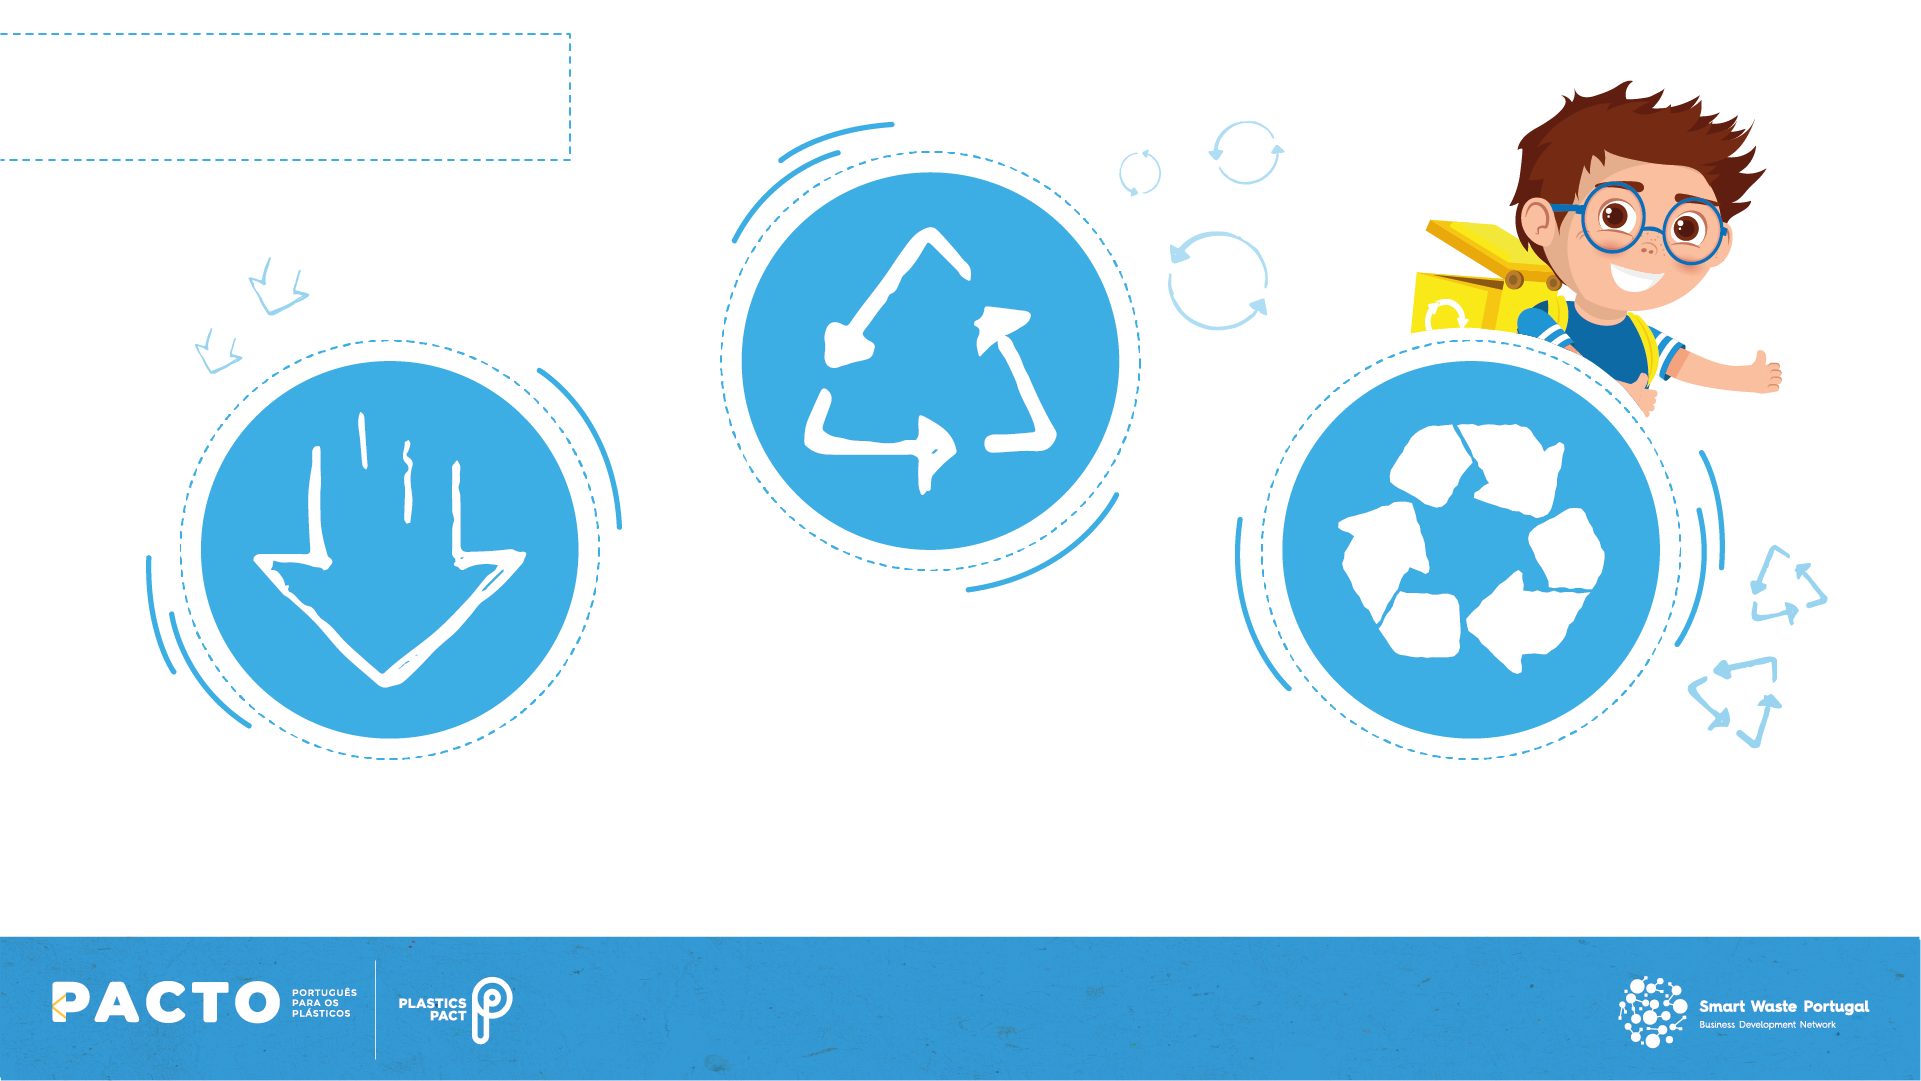 PACTO
PORTUGUÊS
PARA OS
PLÁSTICOS
PLASTICS
PACT
Smart Waste Portugal
Business Development Network